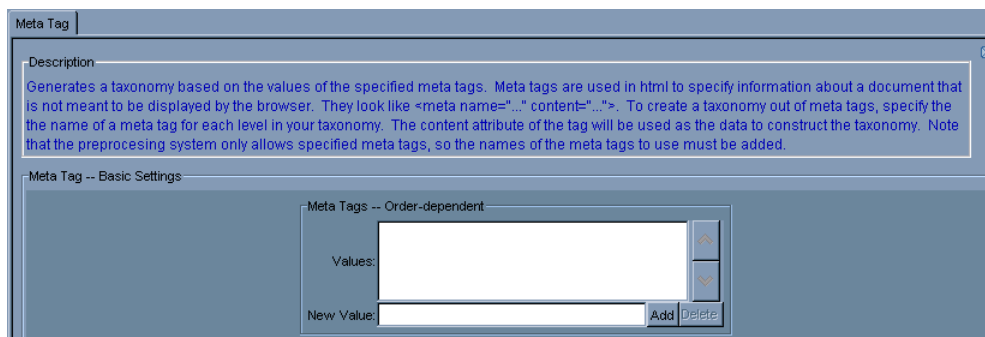 Meta Tag
Description
Generates a taxonomy based on the values of the specified meta tags. Meta tags are used in html to specify information about a document that
is not meant to be displayed by the browser. They look like <meta name="..." content="...">. To create a taxonomy out of meta tags, specify the
the name of a meta tag for each level in your taxonomy. The content attribute of the tag will be used as the data to construct the taxonomy. Note
that the preprocesing system only allows specified meta tags, so the names of the meta tags to use must be added.
Meta Tag -- Basic Settings
Meta Tags -- Order-dependent
Values:
New Value: Add Delete